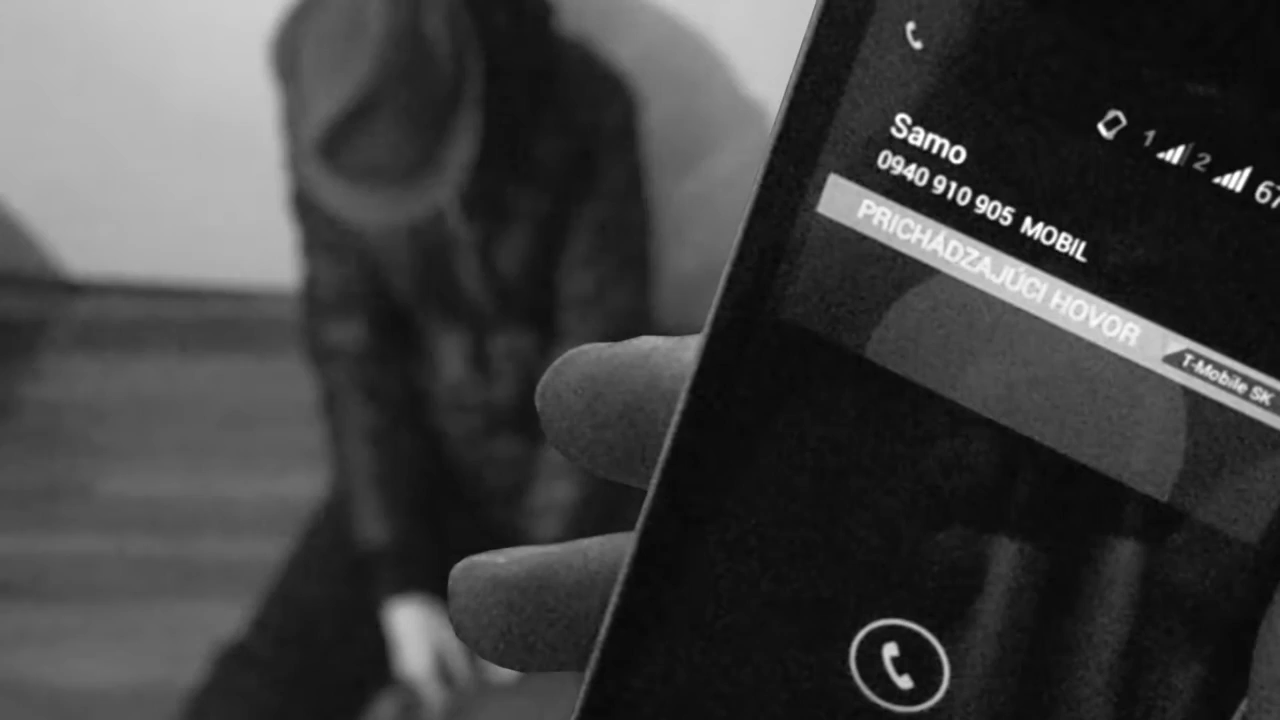 1 2 67
Samo
0940 910 905 MOBIL
PRICHÁDZAJÚCI HOVOR
T-Mobile SK